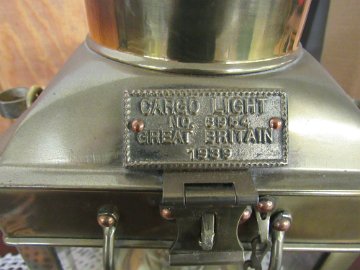 CARGO LIGHT
NO. 3954
GREAT BRITAIN
1939